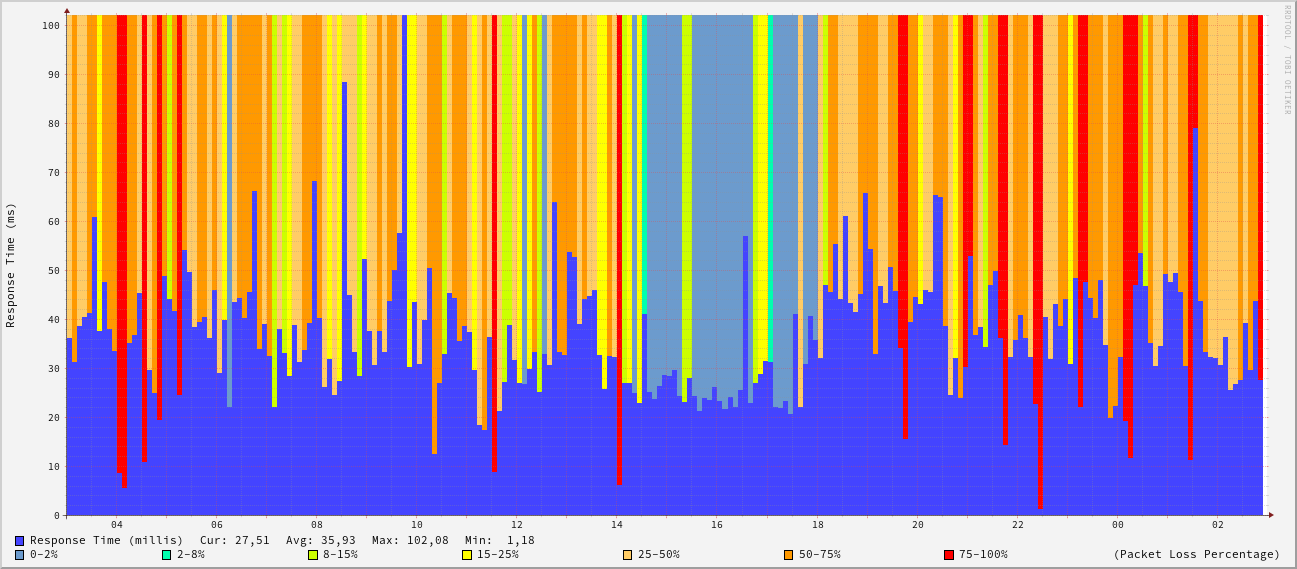 RRDTOOL / TOBI OETIKER
Response Time (ms)
100
90
80
70
60
50
40
30
20
10
0
04 06 08 10 12 14 16 18 20 22 00 02
Response Time (millis) Cur: 27,51 Avg: 35,93 Max: 102,08 Min: 1,18
0-2% 2-8% 8-15% 15-25% 25-50% 50-75% 75-100% (Packet Loss Percentage)